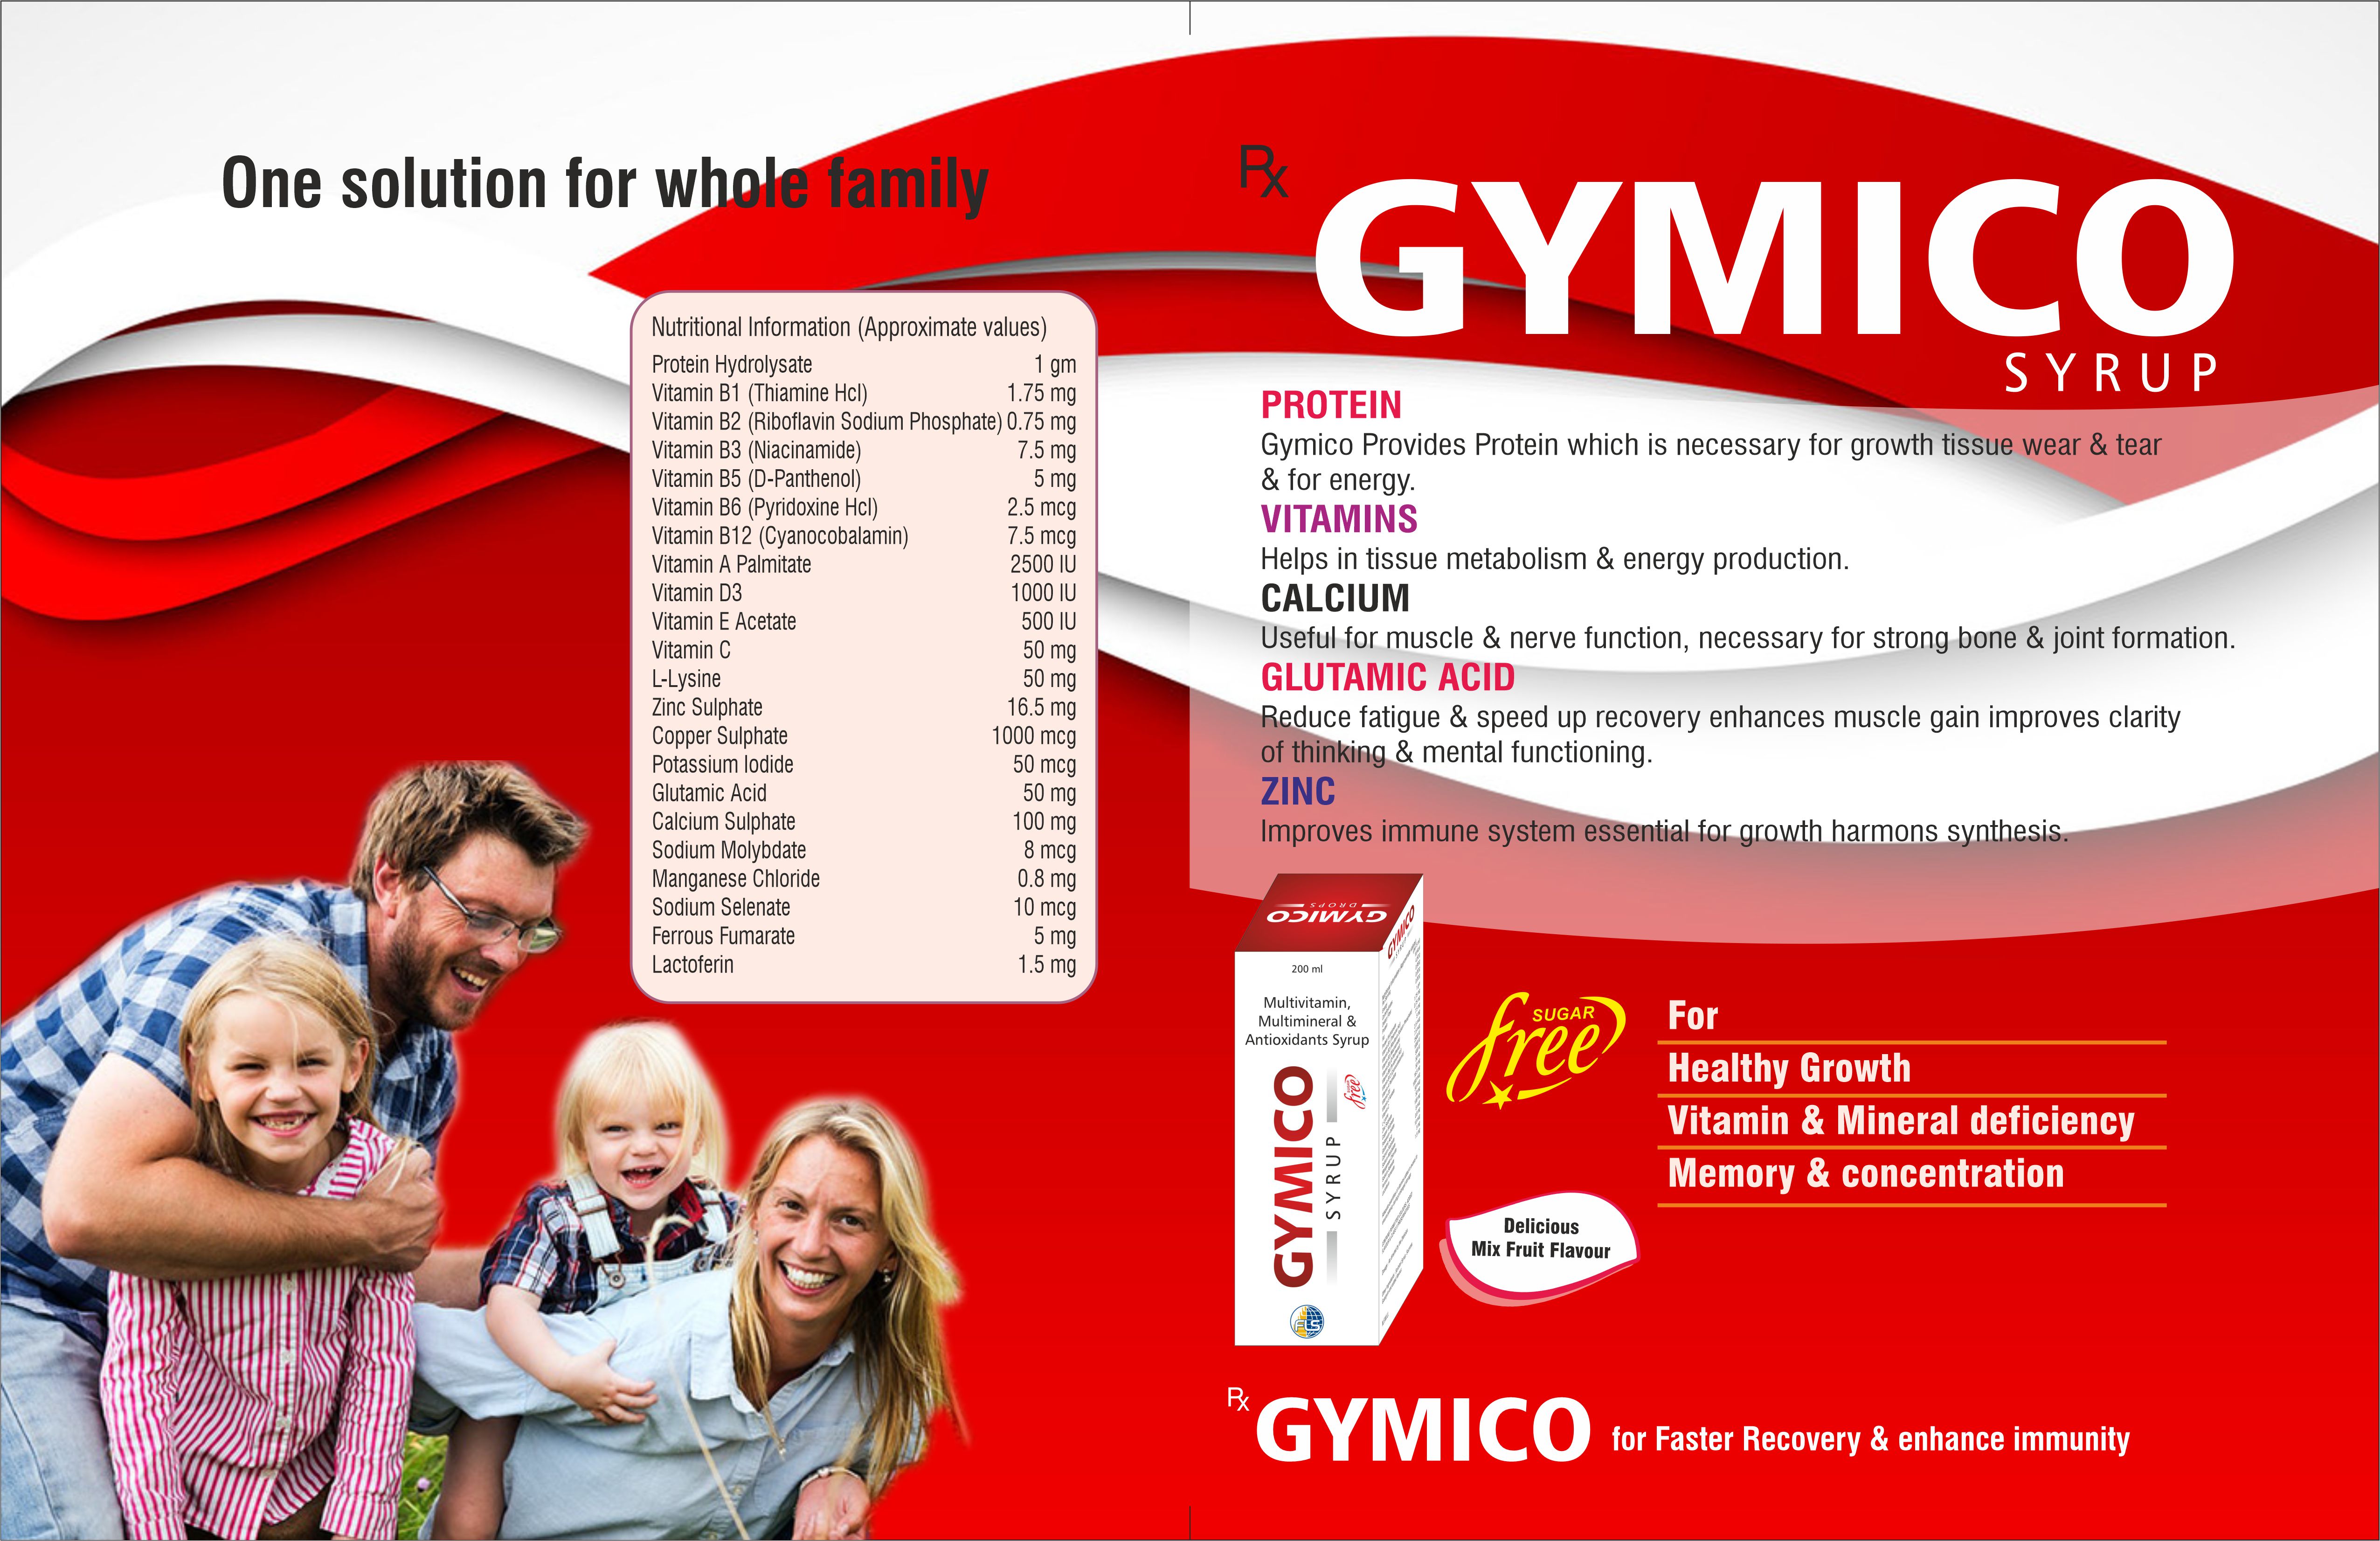 One solution for whole family
Nutritional Information (Approximate values)
Protein Hydrolysate 1 gm
Vitamin B1 (Thiamine Hcl) 1.75 mg
Vitamin B2 (Riboflavin Sodium Phosphate) 0.75 mg
Vitamin B3 (Niacinamide) 7.5 mg
Vitamin B5 (D-Panthenol) 5 mg
Vitamin B6 (Pyridoxine Hcl) 2.5 mcg
Vitamin B12 (Cyanocobalamin) 7.5 mcg
Vitamin A Palmitate 2500 IU
Vitamin D3 1000 IU
Vitamin E Acetate 500 IU
Vitamin C 50 mg
L-Lysine 50 mg
Zinc Sulphate 16.5 mg
Copper Sulphate 1000 mcg
Potassium Iodide 50 mcg
Glutamic Acid 50 mg
Calcium Sulphate 100 mg
Sodium Molybdate 8 mcg
Manganese Chloride 0.8 mg
Sodium Selenate 10 mcg
Ferrous Fumarate 5 mg
Lactoferin 1.5 mg
Rx
GYMICO
SYRUP
PROTEIN
Gymico Provides Protein which is necessary for growth tissue wear & tear
& for energy.
VITAMINS
Helps in tissue metabolism & energy production.
CALCIUM
Useful for muscle & nerve function, necessary for strong bone & joint formation.
GLUTAMIC ACID
Reduce fatigue & speed up recovery enhances muscle gain improves clarity
of thinking & mental functioning.
ZINC
Improves immune system essential for growth harmons synthesis.
GYMICO
DROPS
GYMICO
200 ml
Multivitamin,
Multimineral &
Antioxidants Syrup
GYMICO
SYRUP
free
SUGAR
free
Delicious
Mix Fruit Flavour
For
Healthy Growth
Vitamin & Mineral deficiency
Memory & concentration
Rx
GYMICO for Faster Recovery & enhance immunity